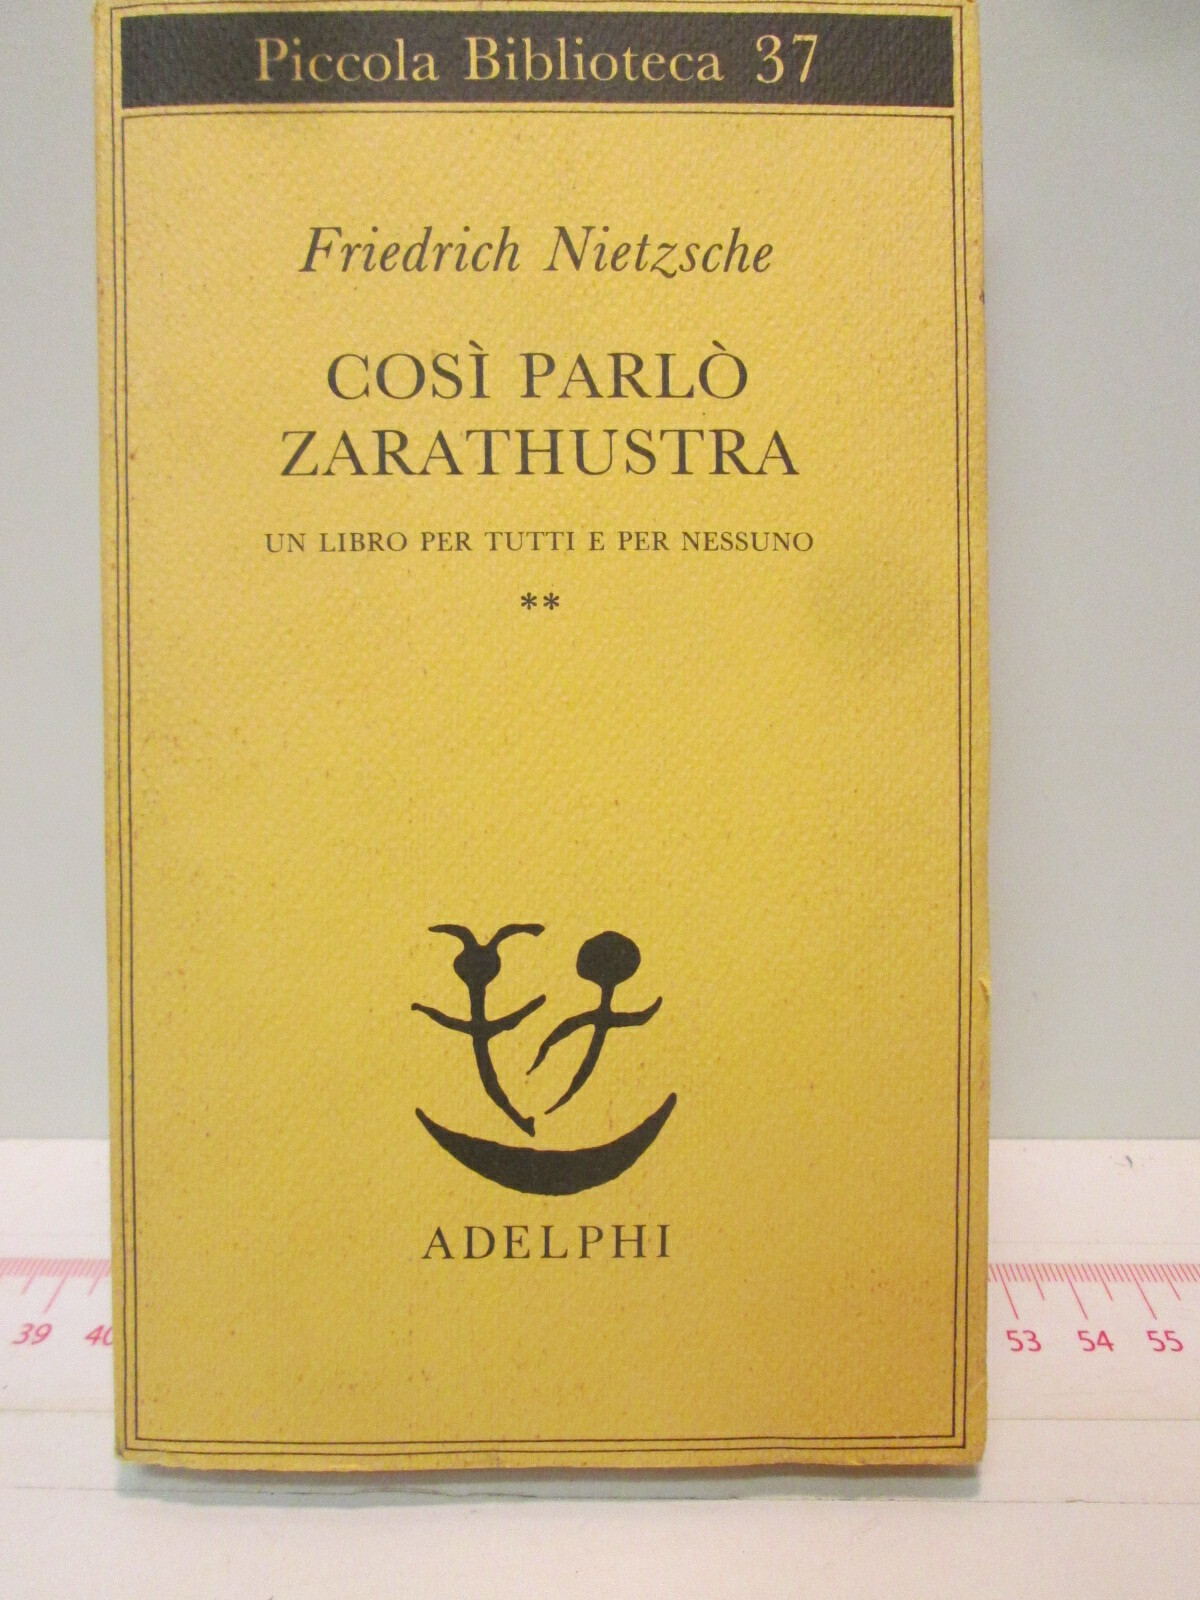 Piccola Biblioteca 37
Friedrich Nietzsche
COSÌ PARLÒ
ZARATHUSTRA
UN LIBRO PER TUTTI E PER NESSUNO
**
ADELPHI
39 40 53 54 55